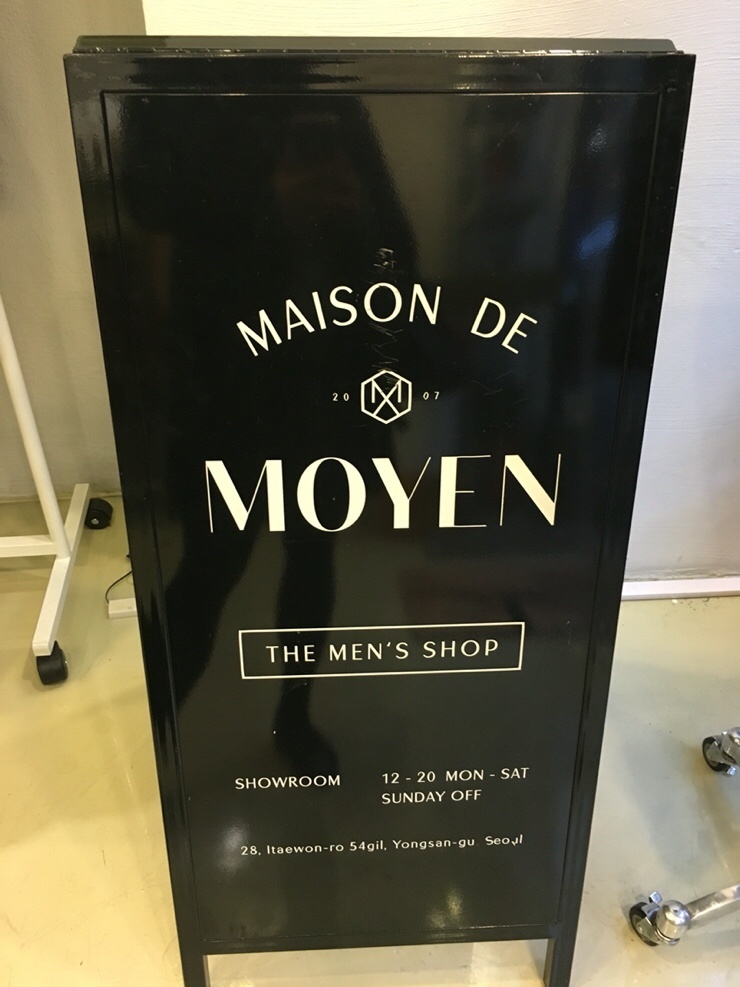 MAISON DE
20 07
MOYEN
THE MEN'S SHOP
SHOWROOM 12 - 20 MON - SAT
SUNDAY OFF
28, Itaewon-ro 54gil, Yongsan-gu Seoul